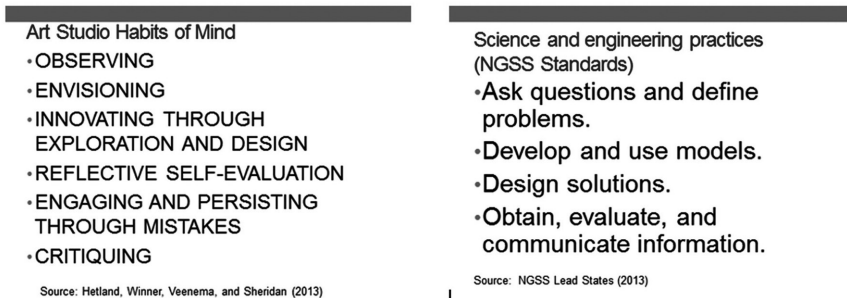 Art Studio Habits of Mind
•OBSERVING
•ENVISIONING
•INNOVATING THROUGH
EXPLORATION AND DESIGN
•REFLECTIVE SELF-EVALUATION
•ENGAGING AND PERSISTING
THROUGH MISTAKES
•CRITIQUING
Source: Hetland, Winner, Veenema, and Sheridan (2013)
Science and engineering practices
(NGSS Standards)
•Ask questions and define
problems.
•Develop and use models.
•Design solutions.
•Obtain, evaluate, and
communicate information.
Source: NGSS Lead States (2013)